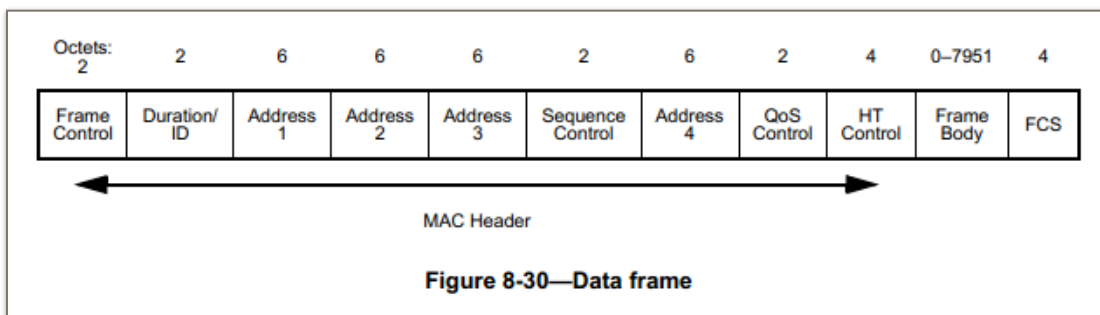 Octets:
2 2 6 6 6 2 6 2 4 0–7951 4
Frame Control Duration/ ID Address 1 Address 2 Address 3 Sequence Control Address 4 QoS Control HT Control Frame Body FCS
MAC Header
Figure 8-30—Data frame